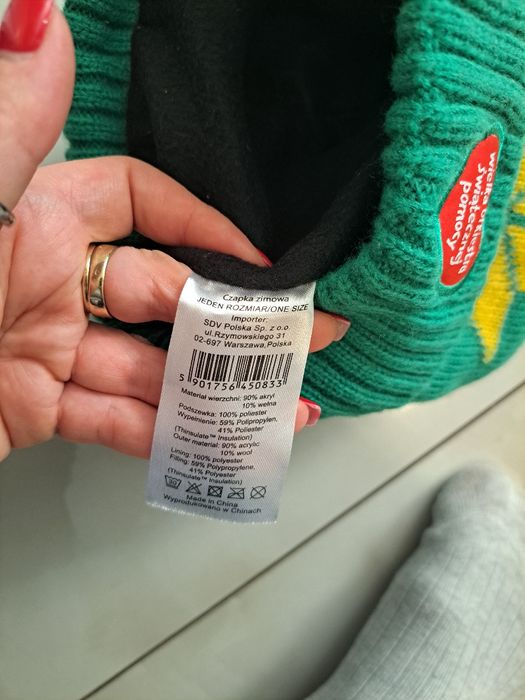 wielka orkiestra
świątecznej
pomocy
Czapka zimowa
JEDEN ROZMIAR/ONE SIZE
Importer:
SDV Polska Sp. z o.o.
ul.Rzymowskiego 31
02-697 Warszawa,Polska
5 901756 450833
Materiał wierzchni: 90% akryl
10% wełna
Podszewka: 100% poliester
Wypełnienie: 59% Polipropylen,
41% Poliester
(Thinsulate™ Insulation)
Outer material: 90% acrylic
10% wool
Lining: 100% polyester
Filling: 59% Polypropylene,
41% Polyester
(Thinsulate™ Insulation)
30
Made in China
Wyprodukowano w Chinach